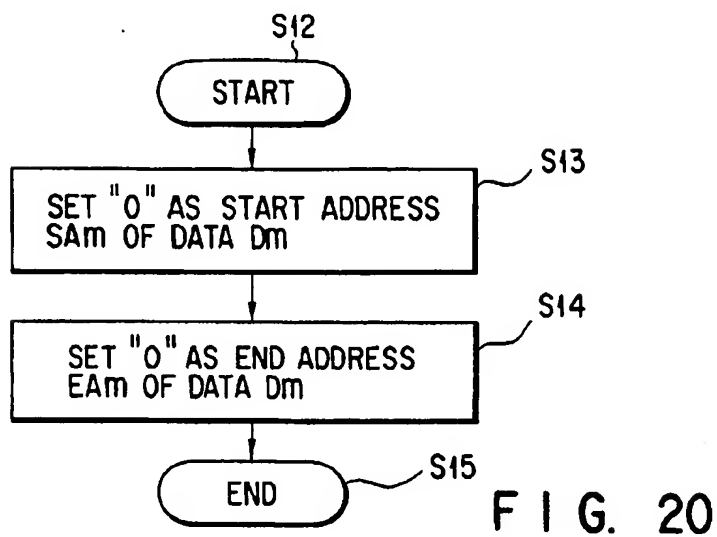 S12
START
S13
SET "0" AS START ADDRESS
SAm OF DATA Dm
S14
SET "0" AS END ADDRESS
EAm OF DATA Dm
S15
END
FIG. 20